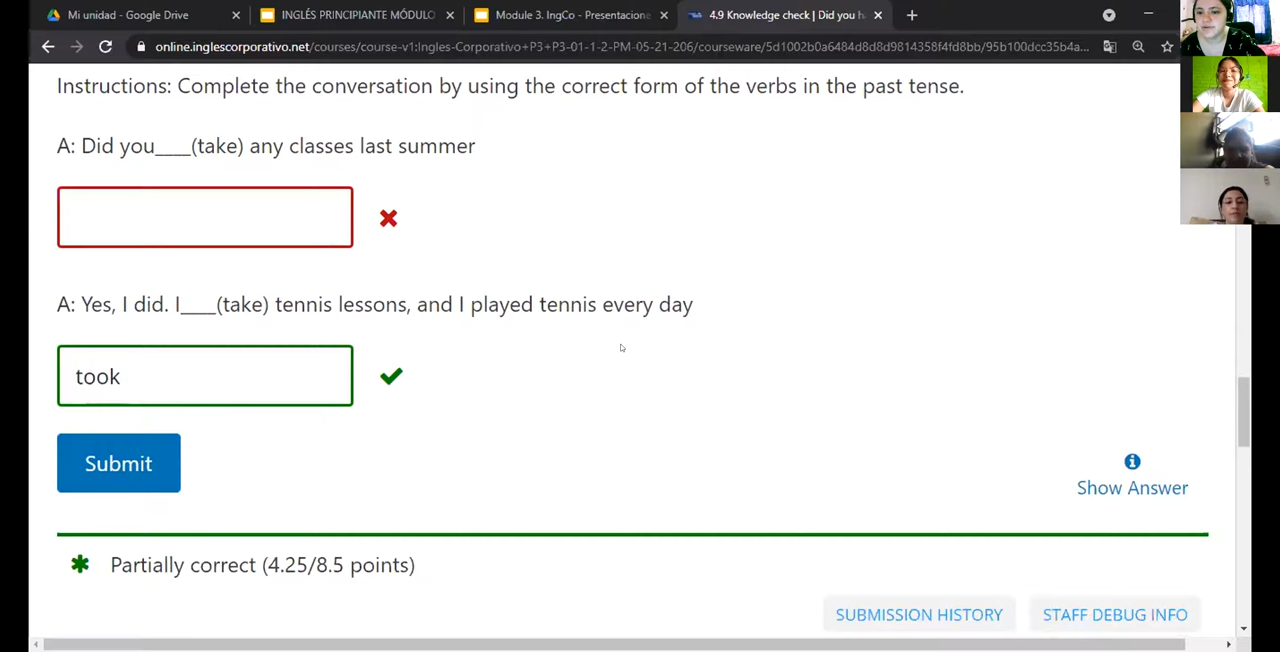 Mi unidad - Google Drive
INGLÉS PRINCIPIANTE MÓDULO
Module 3. IngCo - Presentacione
4.9 Knowledge check | Did you h
online.inglescorporativo.net/courses/course-v1:Ingles-Corporativo+P3+P3-01-1-2-PM-05-21-206/courseware/5d1002b0a6484d8d8d9814358f4fd8bb/95b100dcc35b4a...
Instructions: Complete the conversation by using the correct form of the verbs in the past tense.
A: Did you____(take) any classes last summer
A: Yes, I did. I____(take) tennis lessons, and I played tennis every day
took
Submit
Show Answer
Partially correct (4.25/8.5 points)
SUBMISSION HISTORY
STAFF DEBUG INFO